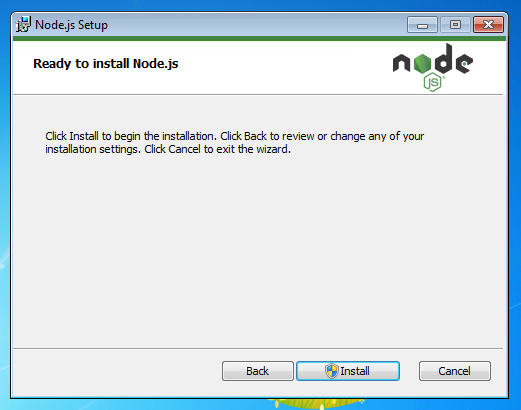 Node.js Setup
Ready to install Node.js
node
JS
Click Install to begin the installation. Click Back to review or change any of your
installation settings. Click Cancel to exit the wizard.
Back
Install
Cancel